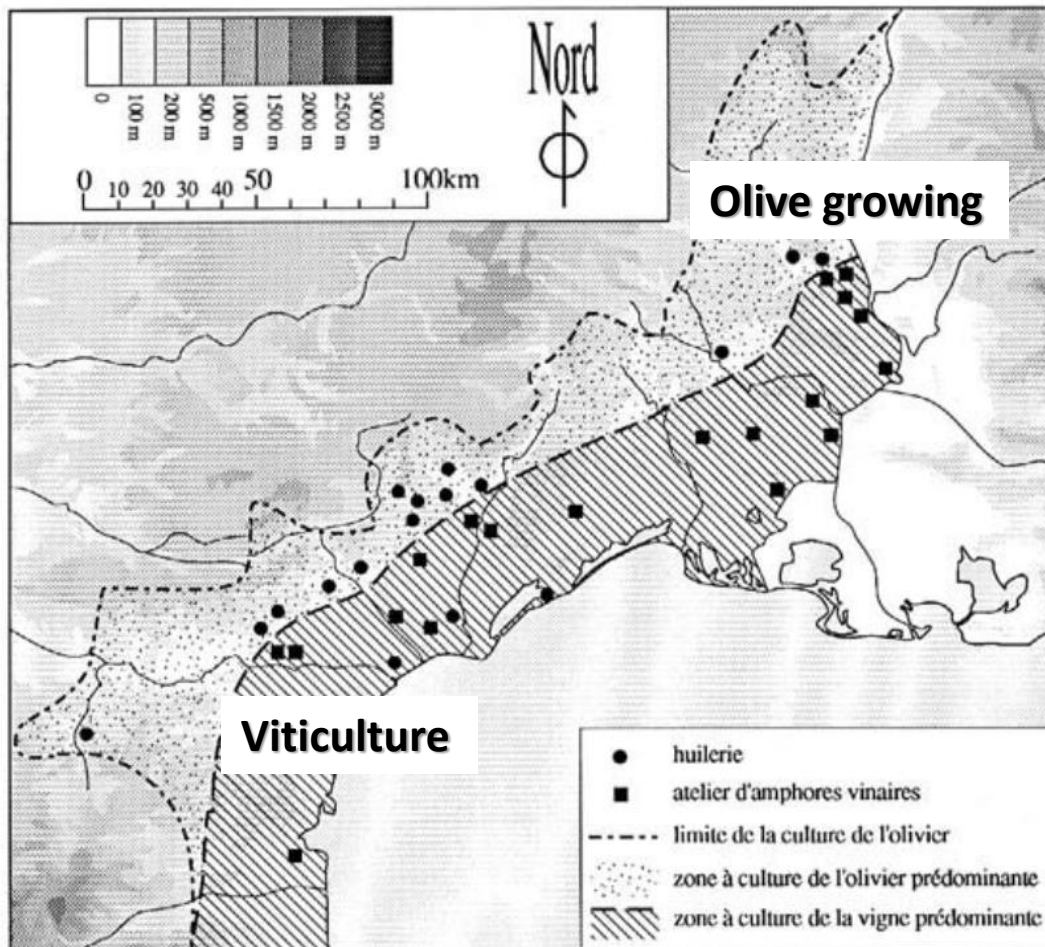 0
100 m
200 m
500 m
1000 m
1500 m
2000 m
2500 m
3000 m
0 10 20 30 40 50 100km
Nord
Olive growing
Viticulture
huilerie
atelier d'amphores vinaires
limite de la culture de l'olivier
zone à culture de l'olivier prédominante
zone à culture de la vigne prédominante